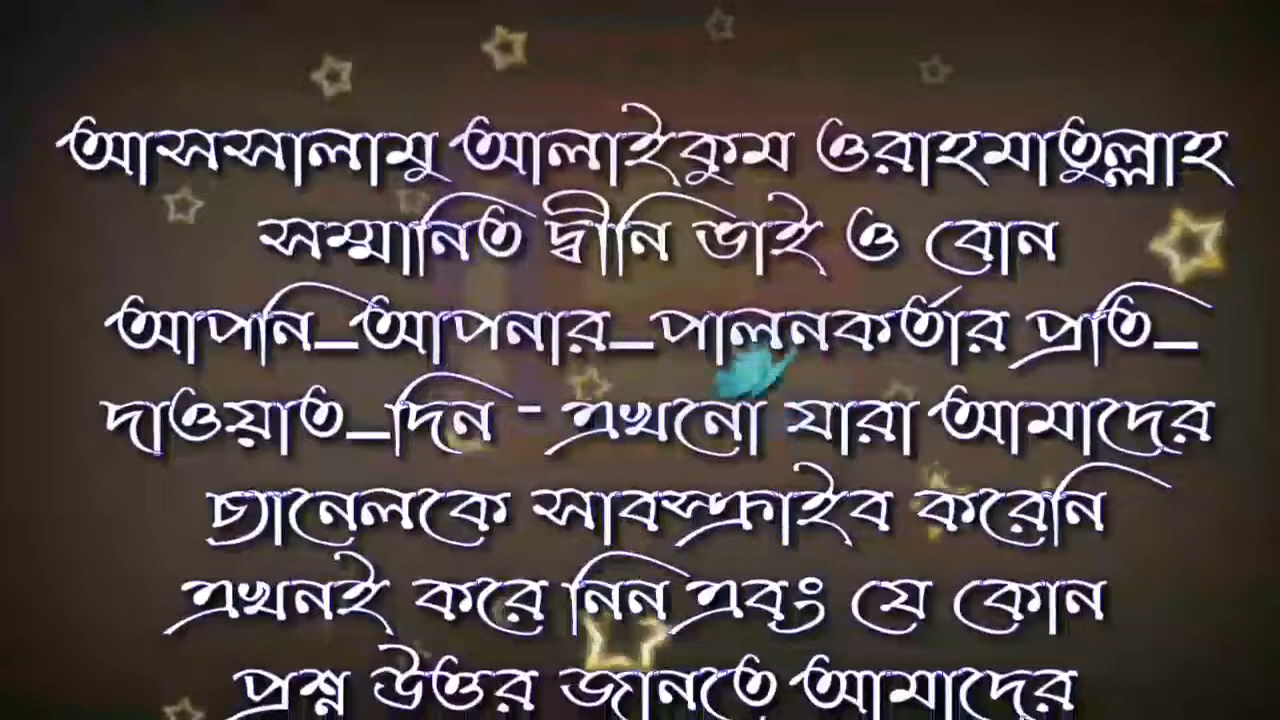 আসসালামু আলাইকুম ওরাহমাতুল্লাহ
সম্মানিত দ্বীনি ভাই ও বোন
আপনি_আপনার_পালনকর্তার প্রতি_
দাওয়াত_দিন - এখনো যারা আমাদের
চ্যানেলকে সাবস্ক্রাইব করেনি
এখনই করে নিন এবং যে কোন
প্রশ্ন উত্তর জানতে আমাদের